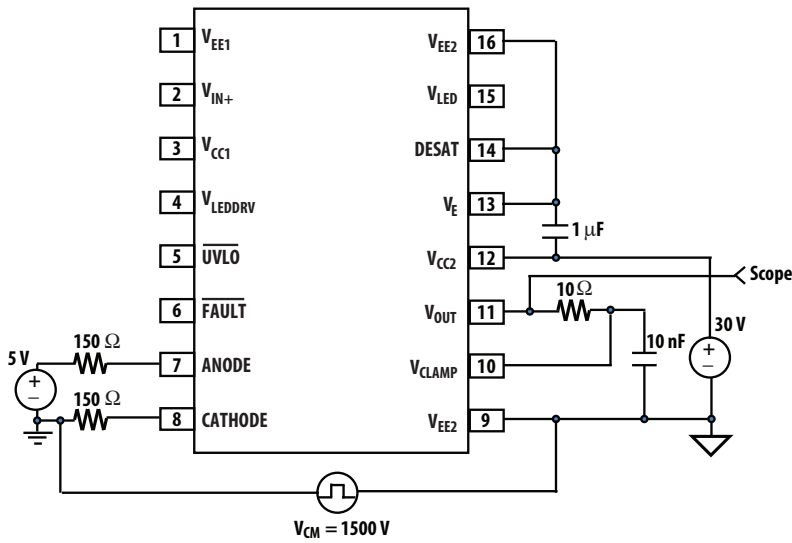 1 V_EE1
V_EE2 16
2 V_IN+
V_LED 15
3 V_CC1
DESAT 14
4 V_LEDDRV
V_E 13
1 μF
5 U̅V̅L̅O̅
V_CC2 12
Scope
10 Ω
6 F̅A̅U̅L̅T̅
V_OUT 11
30 V
150 Ω
10 nF
5 V
7 ANODE
V_CLAMP 10
+
−
+
−
150 Ω
8 CATHODE
V_EE2 9
V_CM = 1500 V